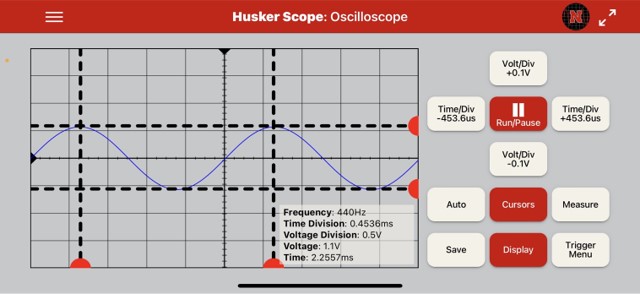 Husker Scope: Oscilloscope
N
Volt/Div
+0.1V
Time/Div
-453.6us
Run/Pause
Time/Div
+453.6us
Volt/Div
-0.1V
Auto
Cursors
Measure
Save
Display
Trigger
Menu
Frequency: 440Hz
Time Division: 0.4536ms
Voltage Division: 0.5V
Voltage: 1.1V
Time: 2.2557ms